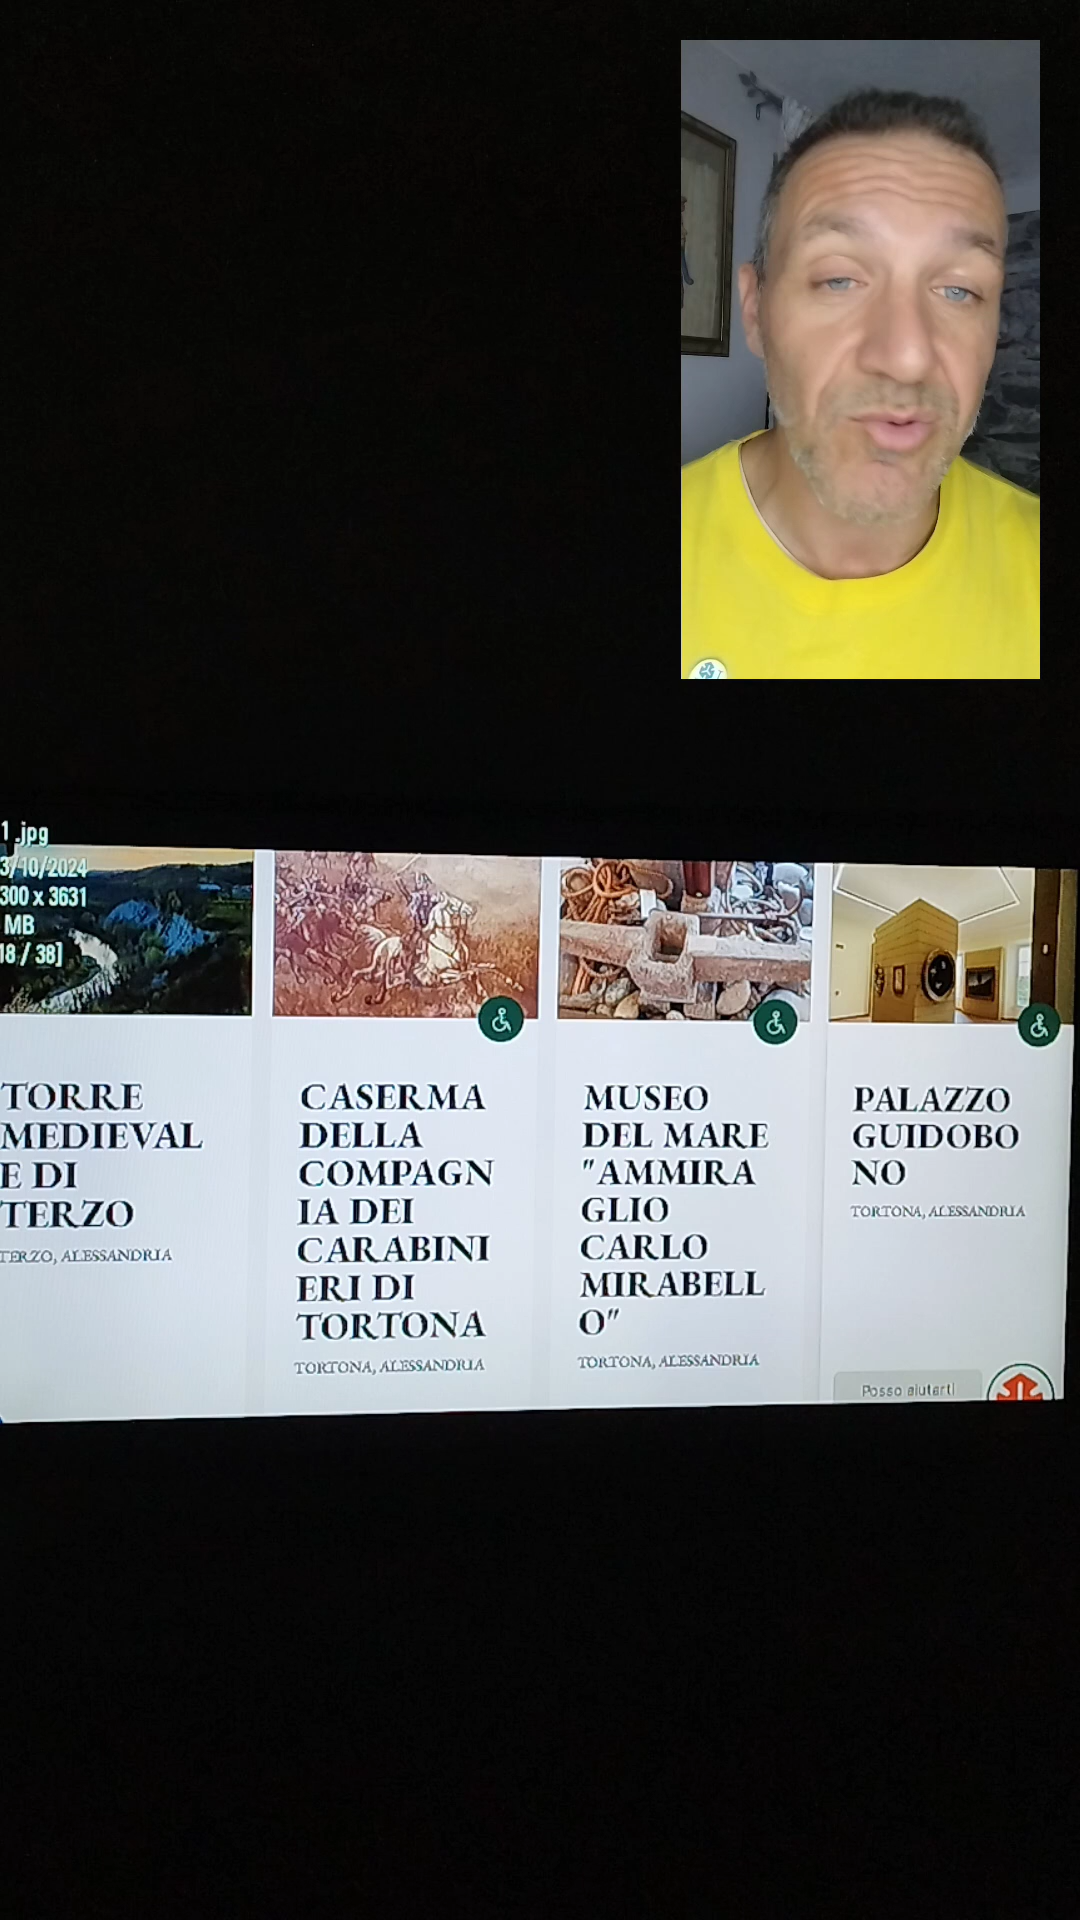 1.jpg
3/10/2024
300 x 3631
MB
18 / 38]
TORRE
MEDIEVAL
E DI
TERZO
TERZO, ALESSANDRIA
CASERMA
DELLA
COMPAGN
IA DEI
CARABINI
ERI DI
TORTONA
TORTONA, ALESSANDRIA
MUSEO
DEL MARE
"AMMIRA
GLIO
CARLO
MIRABELL
O"
TORTONA, ALESSANDRIA
PALAZZO
GUIDOBO
NO
TORTONA, ALESSANDRIA
Posso aiutarti